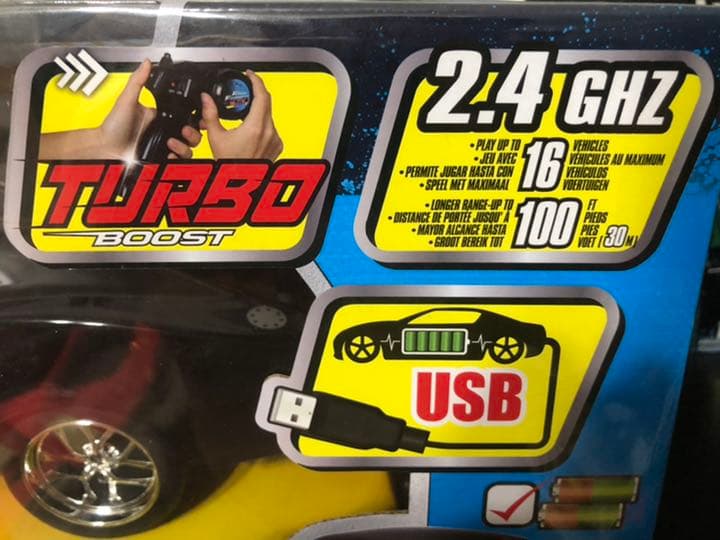 TURBO
BOOST
2.4 GHZ
• PLAY UP TO 16 VEHICLES
• JEU AVEC VÉHICULES AU MAXIMUM
• PERMITE JUGAR HASTA CON VEHÍCULOS
• SPEEL MET MAXIMAAL VOERTUIGEN
• LONGER RANGE-UP TO 100 FT
• DISTANCE DE PORTÉE JUSQU'À PIEDS
• MAYOR ALCANCE HASTA PIES
• GROOT BEREIK TOT VOET (30M)
USB